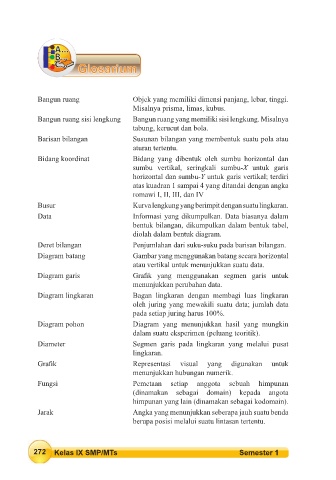 A...
B...
Glosarium
Bangun ruang Objek yang memiliki dimensi panjang, lebar, tinggi.
Misalnya prisma, limas, kubus.
Bangun ruang sisi lengkung Bangun ruang yang memiliki sisi lengkung. Misalnya
tabung, kerucut dan bola.
Barisan bilangan Susunan bilangan yang membentuk suatu pola atau
aturan tertentu.
Bidang koordinat Bidang yang dibentuk oleh sumbu horizontal dan
sumbu vertikal, seringkali sumbu-X untuk garis
horizontal dan sumbu-Y untuk garis vertikal; terdiri
atas kuadran 1 sampai 4 yang ditandai dengan angka
romawi I, II, III, dan IV
Busur Kurva lengkung yang berimpit dengan suatu lingkaran.
Data Informasi yang dikumpulkan. Data biasanya dalam
bentuk bilangan, dikumpulkan dalam bentuk tabel,
diolah dalam bentuk diagram.
Deret bilangan Penjumlahan dari suku-suku pada barisan bilangan.
Diagram batang Gambar yang menggunakan batang secara horizontal
atau vertikal untuk menunjukkan suatu data.
Diagram garis Grafik yang menggunakan segmen garis untuk
menunjukkan perubahan data.
Diagram lingkaran Bagan lingkaran dengan membagi luas lingkaran
oleh juring yang mewakili suatu data; jumlah data
pada setiap juring harus 100%.
Diagram pohon Diagram yang menunjukkan hasil yang mungkin
dalam suatu eksperimen (peluang teoritik).
Diameter Segmen garis pada lingkaran yang melalui pusat
lingkaran.
Grafik Representasi visual yang digunakan untuk
menunjukkan hubungan numerik.
Fungsi Pemetaan setiap anggota sebuah himpunan
(dinamakan sebagai domain) kepada angota
himpunan yang lain (dinamakan sebagai kodomain).
Jarak Angka yang menunjukkan seberapa jauh suatu benda
berupa posisi melalui suatu lintasan tertentu.
272 Kelas IX SMP/MTs Semester 1